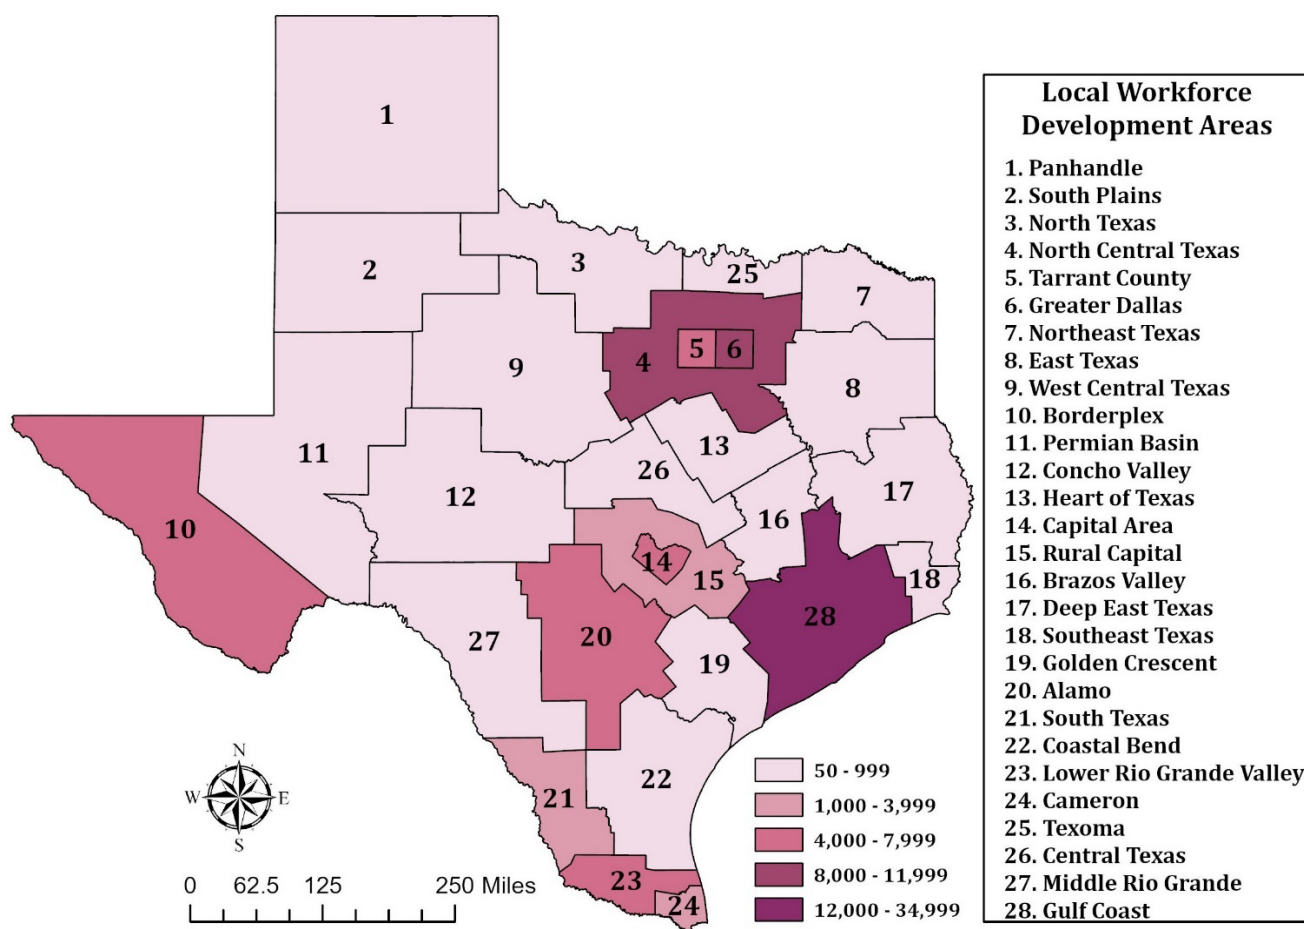 1
2
3
25
7
5
6
4
9
8
13
11
26
12
17
16
10
14
15
18
28
20
27
19
22
21
23
24
N
W
E
S
0 62.5 125 250 Miles
50 - 999
1,000 - 3,999
4,000 - 7,999
8,000 - 11,999
12,000 - 34,999
Local Workforce
Development Areas
1. Panhandle
2. South Plains
3. North Texas
4. North Central Texas
5. Tarrant County
6. Greater Dallas
7. Northeast Texas
8. East Texas
9. West Central Texas
10. Borderplex
11. Permian Basin
12. Concho Valley
13. Heart of Texas
14. Capital Area
15. Rural Capital
16. Brazos Valley
17. Deep East Texas
18. Southeast Texas
19. Golden Crescent
20. Alamo
21. South Texas
22. Coastal Bend
23. Lower Rio Grande Valley
24. Cameron
25. Texoma
26. Central Texas
27. Middle Rio Grande
28. Gulf Coast